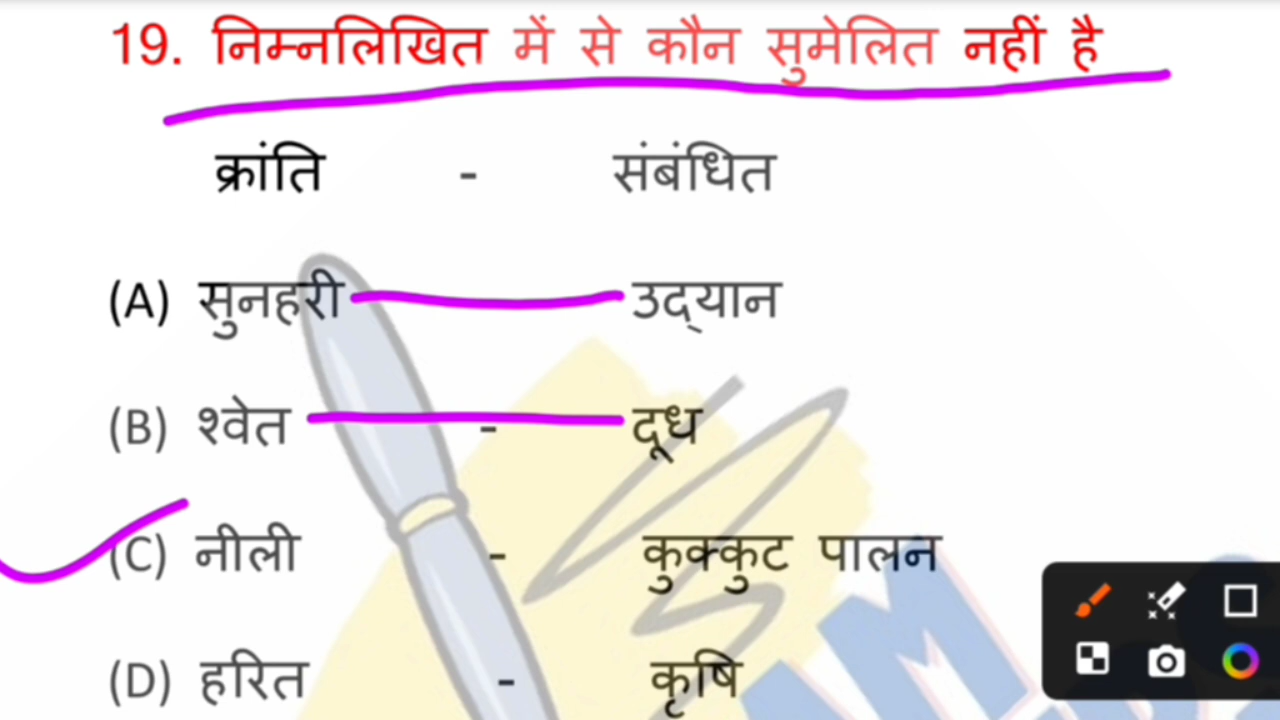 19. निम्नलिखित में से कौन सुमेलित नहीं है
क्रांति - संबंधित
(A) सुनहरी उद्यान
(B) श्वेत - दूध
(C) नीली - कुक्कुट पालन
(D) हरित - कृषि